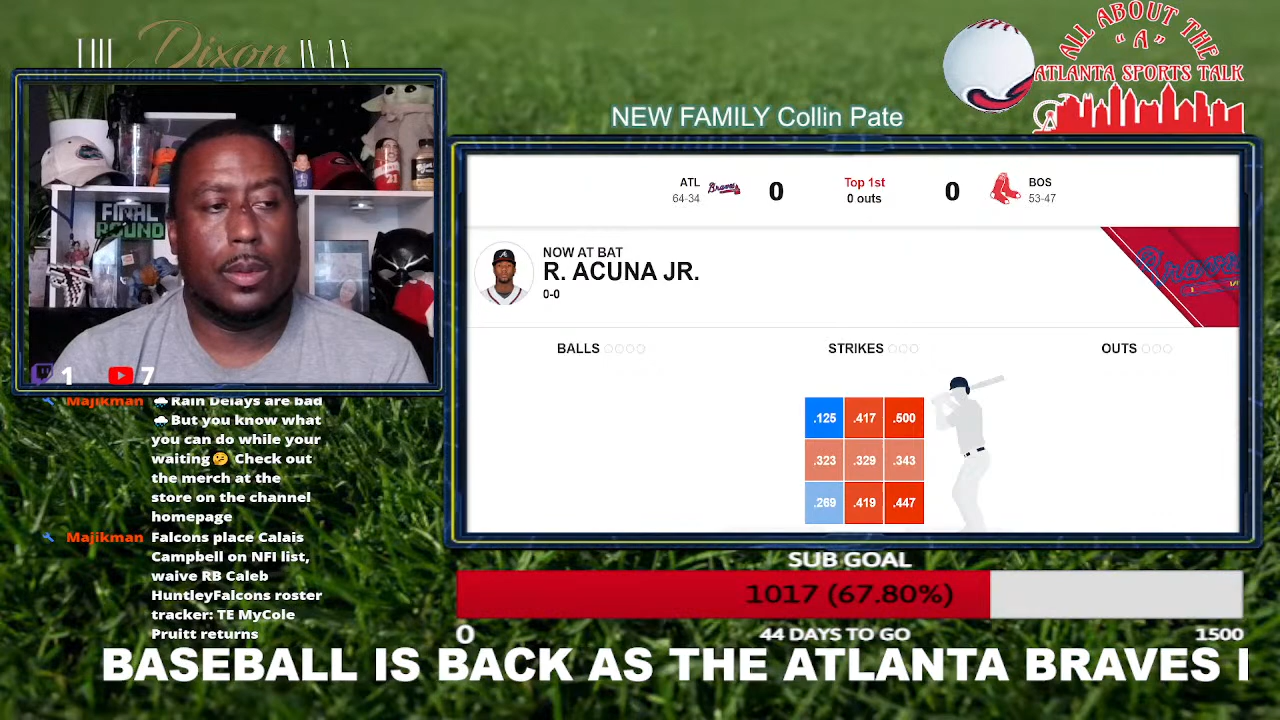 Dixon
ALL ABOUT THE
"A"
ATLANTA SPORTS TALK
NEW FAMILY Collin Pate
FINAL
ROUND
21
1
7
ATL
64-34
Braves
0
Top 1st
0 outs
0
BOS
53-47
NOW AT BAT
R. ACUNA JR.
0-0
Braves
BALLS
STRIKES
OUTS
.125 .417 .500
.323 .329 .343
.269 .419 .447
Majikman 🌧Rain Delays are bad
🌧But you know what
you can do while your
waiting🤔 Check out
the merch at the
store on the channel
homepage
Majikman Falcons place Calais
Campbell on NFI list,
waive RB Caleb
HuntleyFalcons roster
tracker: TE MyCole
Pruitt returns
SUB GOAL
1017 (67.80%)
0
44 DAYS TO GO
1500
BASEBALL IS BACK AS THE ATLANTA BRAVES